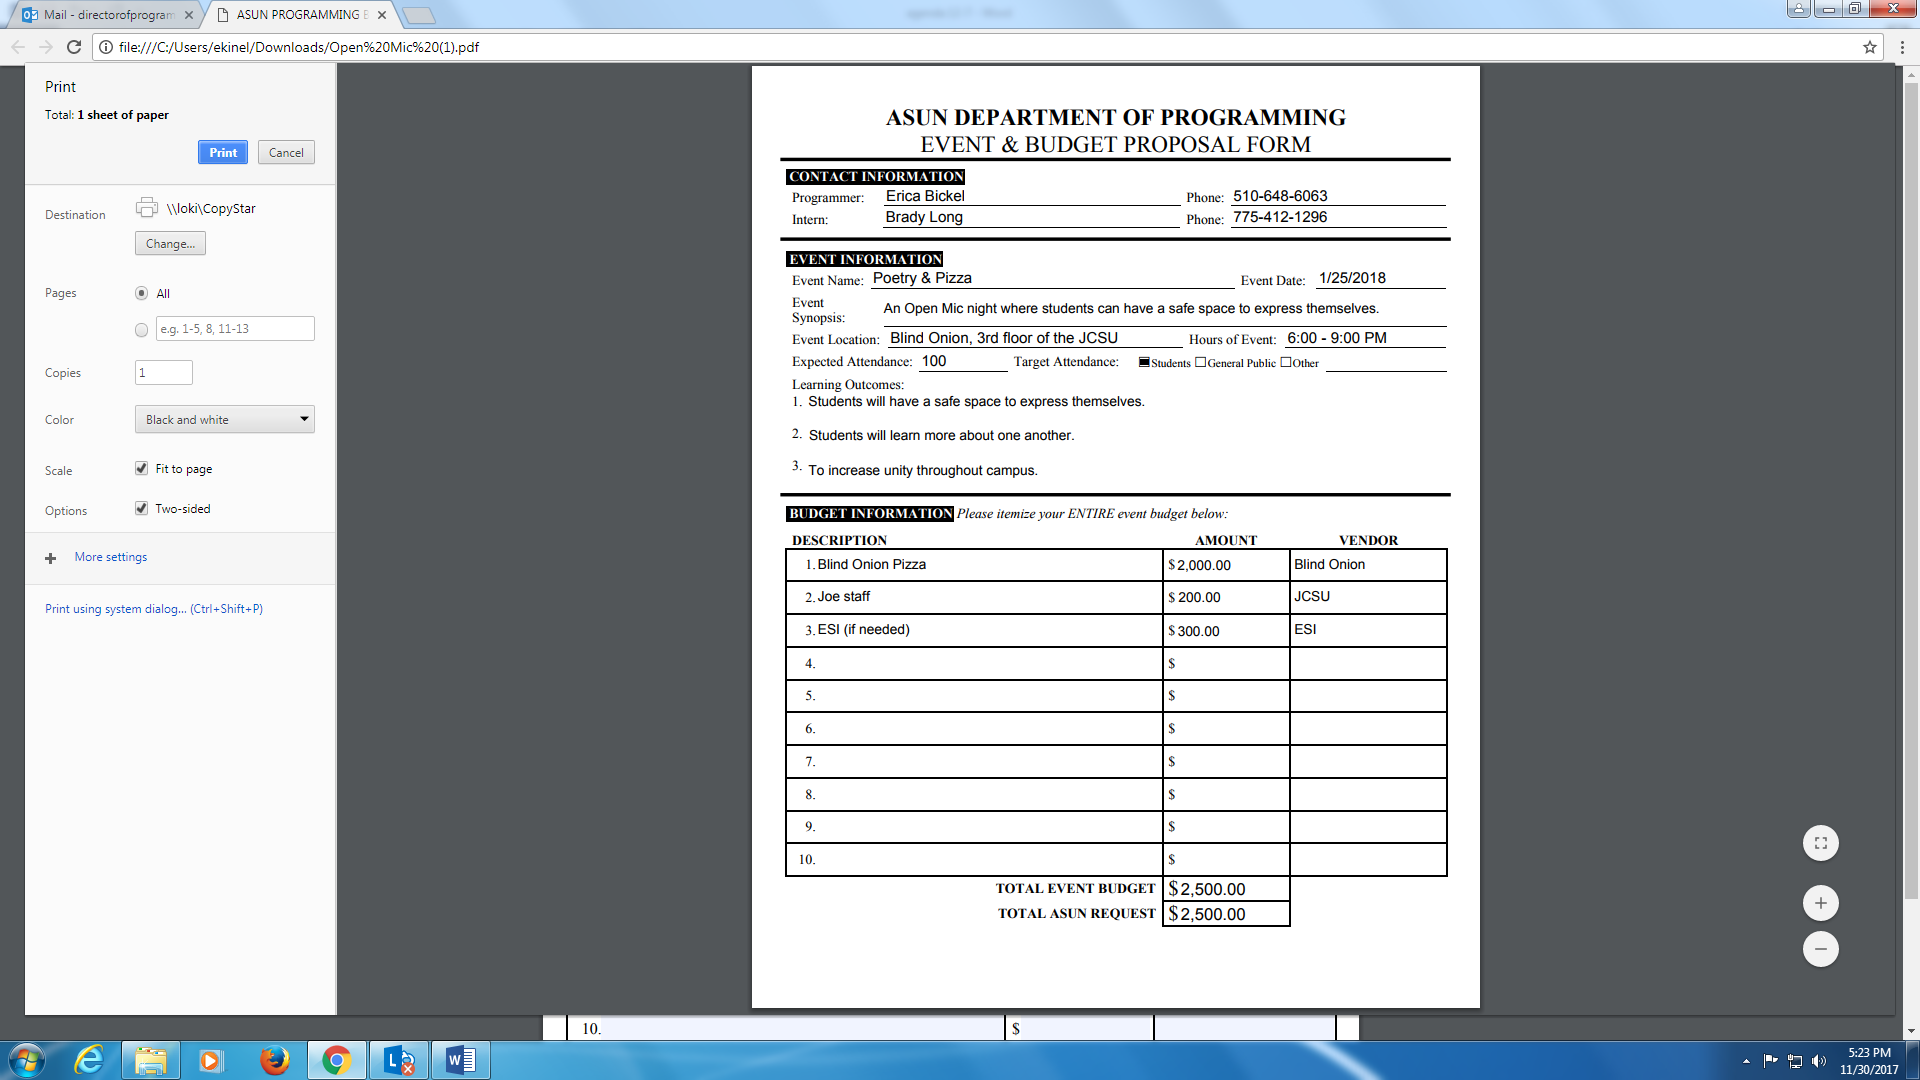 Mail - directorofprogram
ASUN PROGRAMMING B
file:///C:/Users/ekinel/Downloads/Open%20Mic%20(1).pdf
Print
Total: 1 sheet of paper
Print
Cancel
Destination
\\loki\CopyStar
Change...
Pages
All
e.g. 1-5, 8, 11-13
Copies
1
Color
Black and white
Scale
Fit to page
Options
Two-sided
More settings
Print using system dialog... (Ctrl+Shift+P)
ASUN DEPARTMENT OF PROGRAMMING
EVENT & BUDGET PROPOSAL FORM
CONTACT INFORMATION
Programmer: Erica Bickel Phone: 510-648-6063
Intern: Brady Long Phone: 775-412-1296
EVENT INFORMATION
Event Name: Poetry & Pizza Event Date: 1/25/2018
Event Synopsis: An Open Mic night where students can have a safe space to express themselves.
Event Location: Blind Onion, 3rd floor of the JCSU Hours of Event: 6:00 - 9:00 PM
Expected Attendance: 100 Target Attendance: Students General Public Other
Learning Outcomes:
1. Students will have a safe space to express themselves.
2. Students will learn more about one another.
3. To increase unity throughout campus.
BUDGET INFORMATION Please itemize your ENTIRE event budget below:
DESCRIPTION AMOUNT VENDOR
1. Blind Onion Pizza $ 2,000.00 Blind Onion
2. Joe staff $ 200.00 JCSU
3. ESI (if needed) $ 300.00 ESI
4. $
5. $
6. $
7. $
8. $
9. $
10. $
TOTAL EVENT BUDGET $ 2,500.00
TOTAL ASUN REQUEST $ 2,500.00
10. $
5:23 PM
11/30/2017